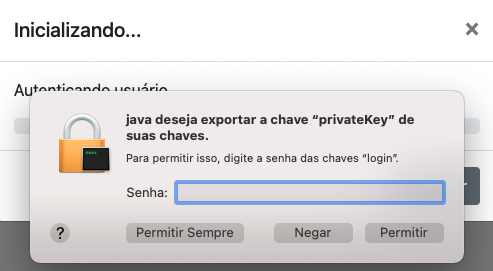 Inicializando...
×
Autenticando usuário
java deseja exportar a chave “privateKey” de
suas chaves.
Para permitir isso, digite a senha das chaves “login”.
Senha:
?
Permitir Sempre
Negar
Permitir